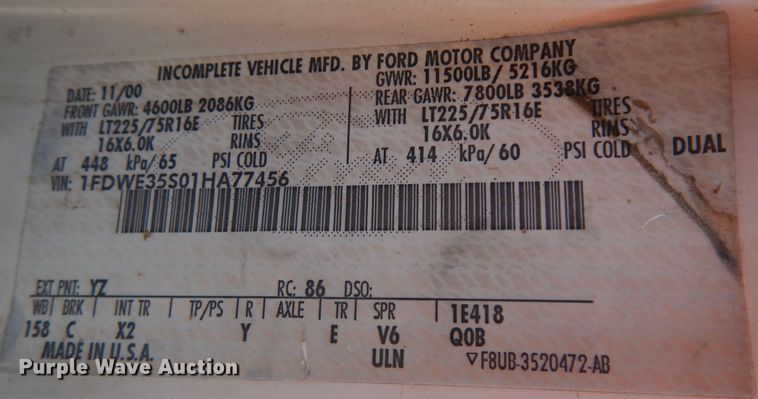 INCOMPLETE VEHICLE MFD. BY FORD MOTOR COMPANY
DATE: 11/00 GVWR: 11500LB/ 5216KG
FRONT GAWR: 4600LB 2086KG REAR GAWR: 7800LB 3538KG
WITH LT225/75R16E TIRES WITH LT225/75R16E TIRES
16X6.0K RIMS 16X6.0K RIMS
AT 448 kPa/65 PSI COLD AT 414 kPa/60 PSI COLD DUAL
VIN: 1FDWE35S01HA77456
EXT PNT: YZ RC: 86 DSO:
WB BRK INT TR TP/PS R AXLE TR SPR 1E418
158 C X2 Y E V6 Q0B
MADE IN U.S.A. ULN ▽F8UB-3520472-AB
Purple Wave Auction